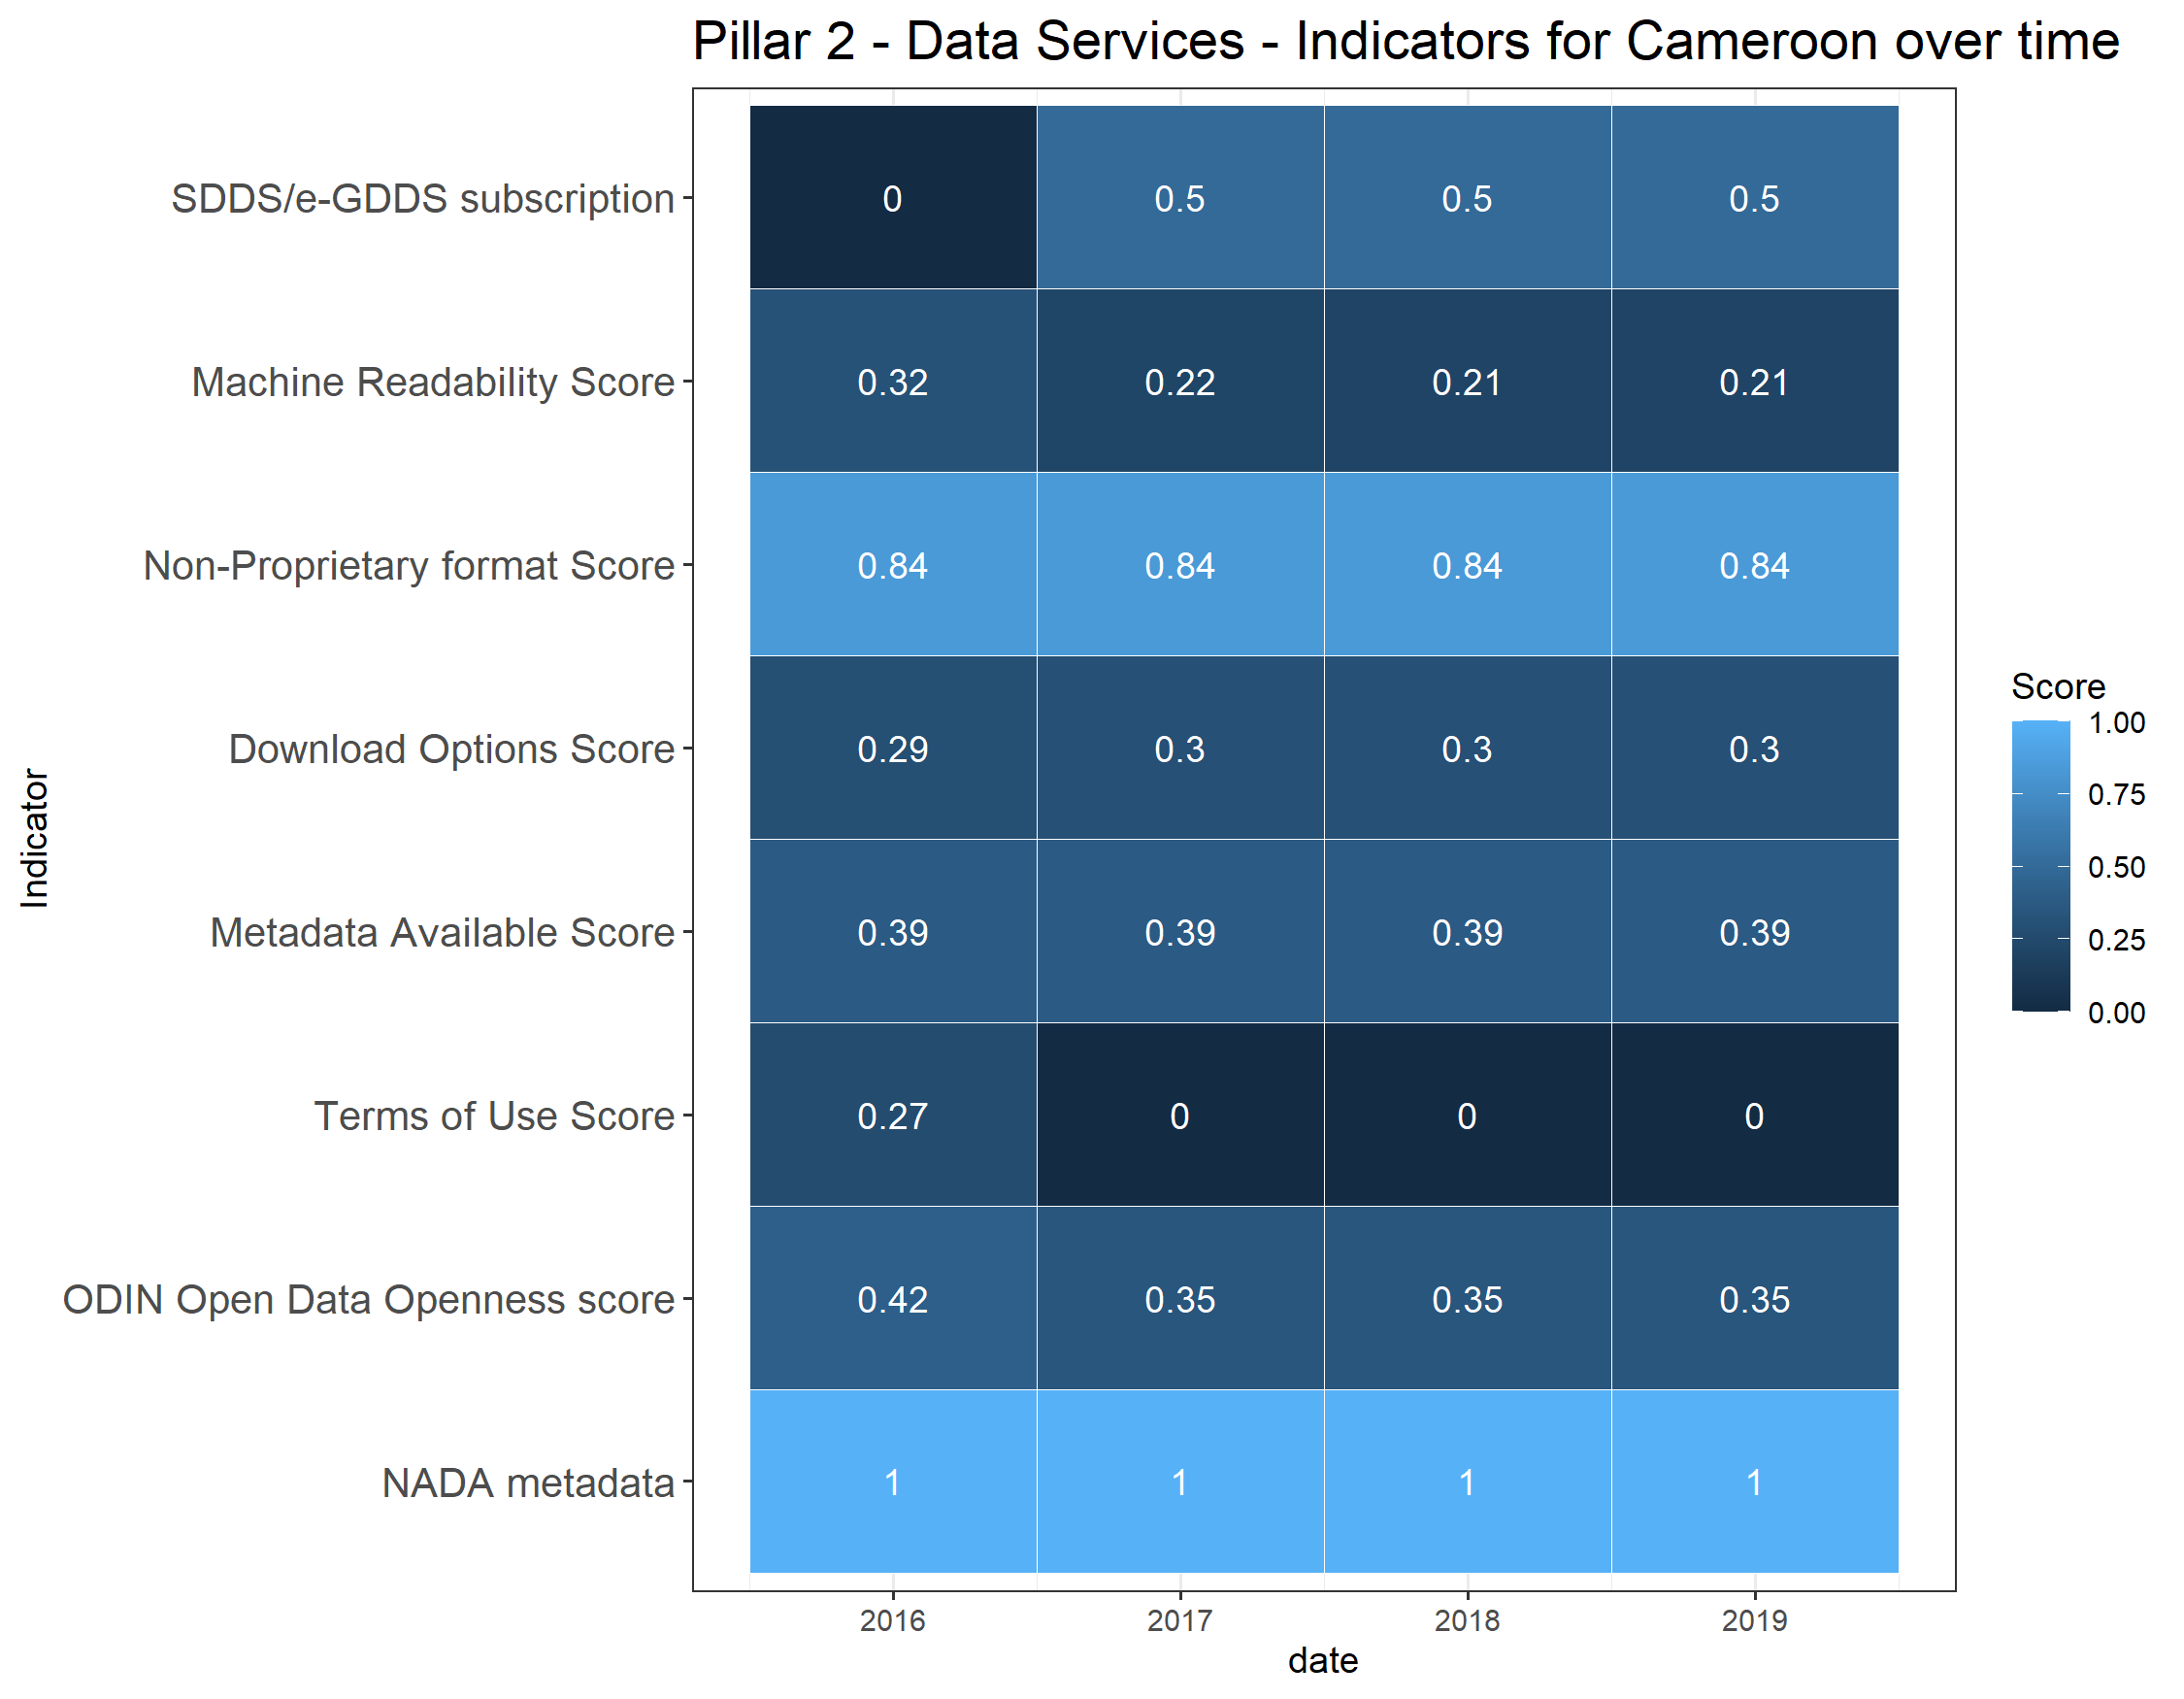 Pillar 2 - Data Services - Indicators for Cameroon over time
Indicator
SDDS/e-GDDS subscription 0 0.5 0.5 0.5
Machine Readability Score 0.32 0.22 0.21 0.21
Non-Proprietary format Score 0.84 0.84 0.84 0.84
Download Options Score 0.29 0.3 0.3 0.3
Metadata Available Score 0.39 0.39 0.39 0.39
Terms of Use Score 0.27 0 0 0
ODIN Open Data Openness score 0.42 0.35 0.35 0.35
NADA metadata 1 1 1 1
2016 2017 2018 2019
date
Score
1.00
0.75
0.50
0.25
0.00